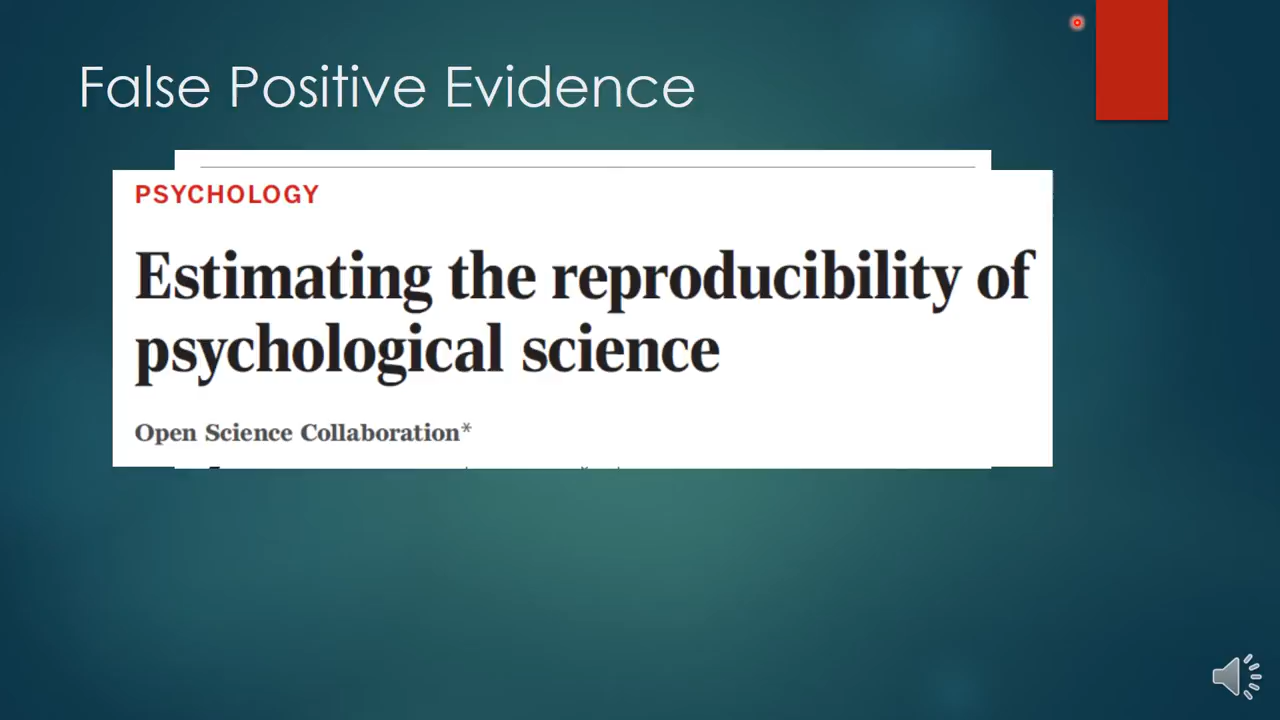 False Positive Evidence
PSYCHOLOGY
Estimating the reproducibility of
psychological science
Open Science Collaboration*